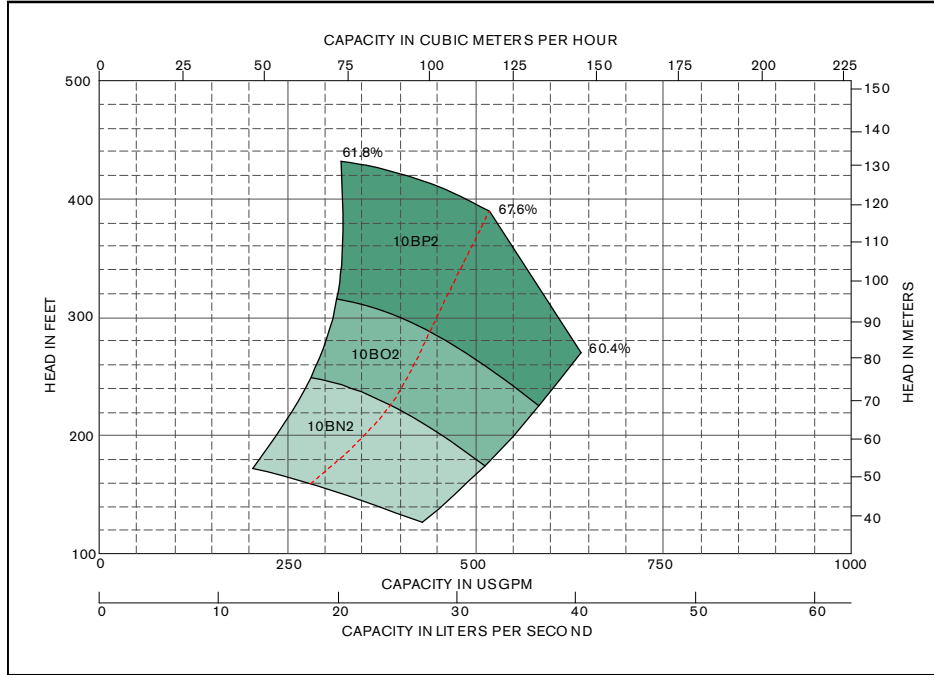 CAPACITY IN CUBIC METERS PER HOUR
0 25 50 75 100 125 150 175 200 225
500 150
140
61.8% 130
400 67.6% 120
10BP2 110
100
HEAD IN FEET HEAD IN METERS
300 90
10BO2 60.4% 80
70
10BN2
200 60
50
40
100
250 500 750 1000
CAPACITY IN USGPM
0 10 20 30 40 50 60
CAPACITY IN LITERS PER SECOND